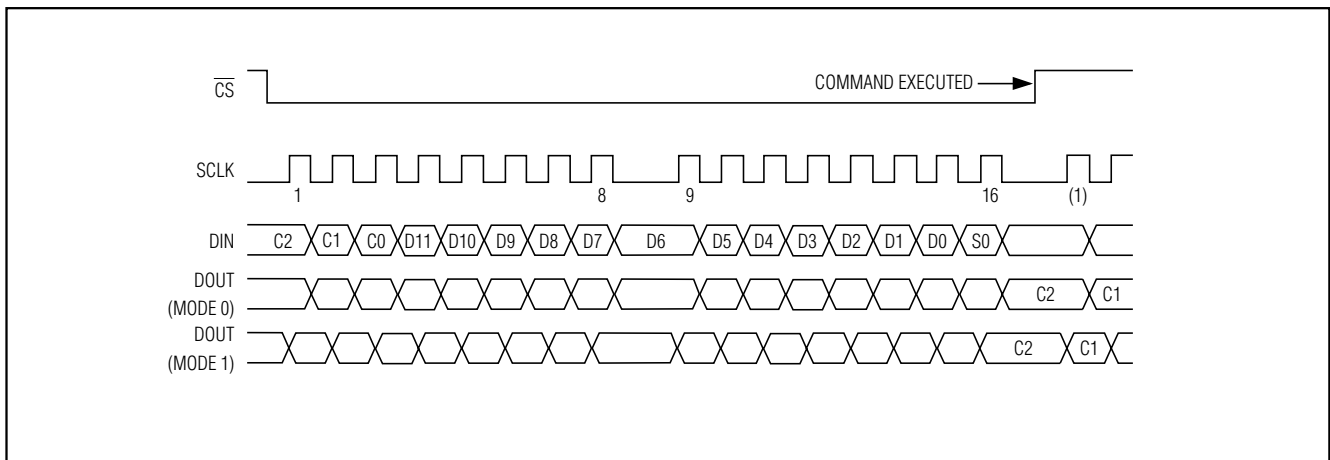 CS
COMMAND EXECUTED
SCLK
1 8 9 16 (1)
DIN C2 C1 C0 D11 D10 D9 D8 D7 D6 D5 D4 D3 D2 D1 D0 S0
DOUT
(MODE 0) C2 C1
DOUT
(MODE 1) C2 C1